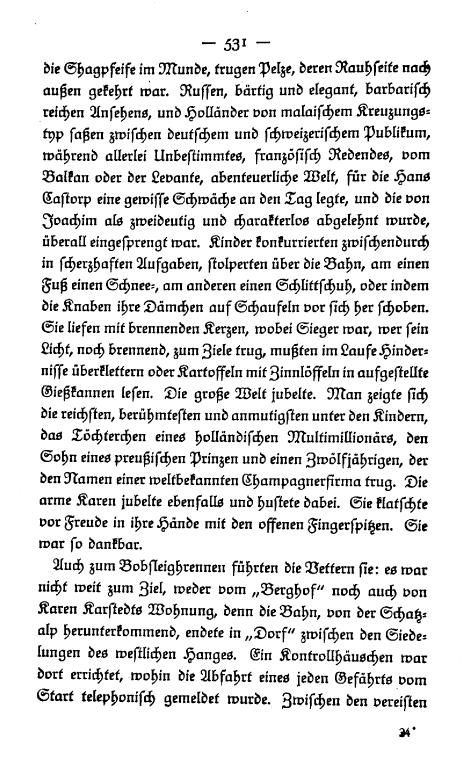 — 531 —
die Shagpfeife im Munde, trugen Pelze, deren Rauhseite nach
außen gekehrt war. Russen, bärtig und elegant, barbarisch
reichen Ansehens, und Holländer von malaischem Kreuzungs-
typ saßen zwischen deutschem und schweizerischem Publikum,
während allerlei Unbestimmtes, französisch Redendes, vom
Balkan oder der Levante, abenteuerliche Welt, für die Hans
Castorp eine gewisse Schwäche an den Tag legte, und die von
Joachim als zweideutig und charakterlos abgelehnt wurde,
überall eingesprengt war. Kinder konkurrierten zwischendurch
in scherzhaften Aufgaben, stolperten über die Bahn, am einen
Fuß einen Schnee-, am anderen einen Schlittschuh, oder indem
die Knaben ihre Dämchen auf Schaufeln vor sich her schoben.
Sie liefen mit brennenden Kerzen, wobei Sieger war, wer sein
Licht, noch brennend, zum Ziele trug, mußten im Laufe Hinder-
nisse überklettern oder Kartoffeln mit Zinnlöffeln in aufgestellte
Gießkannen lesen. Die große Welt jubelte. Man zeigte sich
die reichsten, berühmtesten und anmutigsten unter den Kindern,
das Töchterchen eines holländischen Multimillionärs, den
Sohn eines preußischen Prinzen und einen Zwölfjährigen, der
den Namen einer weltbekannten Champagnerfirma trug. Die
arme Karen jubelte ebenfalls und hustete dabei. Sie klatschte
vor Freude in ihre Hände mit den offenen Fingerspitzen. Sie
war so dankbar.
Auch zum Bobsleighrennen führten die Vettern sie: es war
nicht weit zum Ziel, weder vom „Berghof“ noch auch von
Karen Karstedts Wohnung, denn die Bahn, von der Schatz-
alp herunterkommend, endete in „Dorf“ zwischen den Siede-
lungen des westlichen Hanges. Ein Kontrollhäuschen war
dort errichtet, wohin die Abfahrt eines jeden Gefährts vom
Start telephonisch gemeldet wurde. Zwischen den vereisten
34*